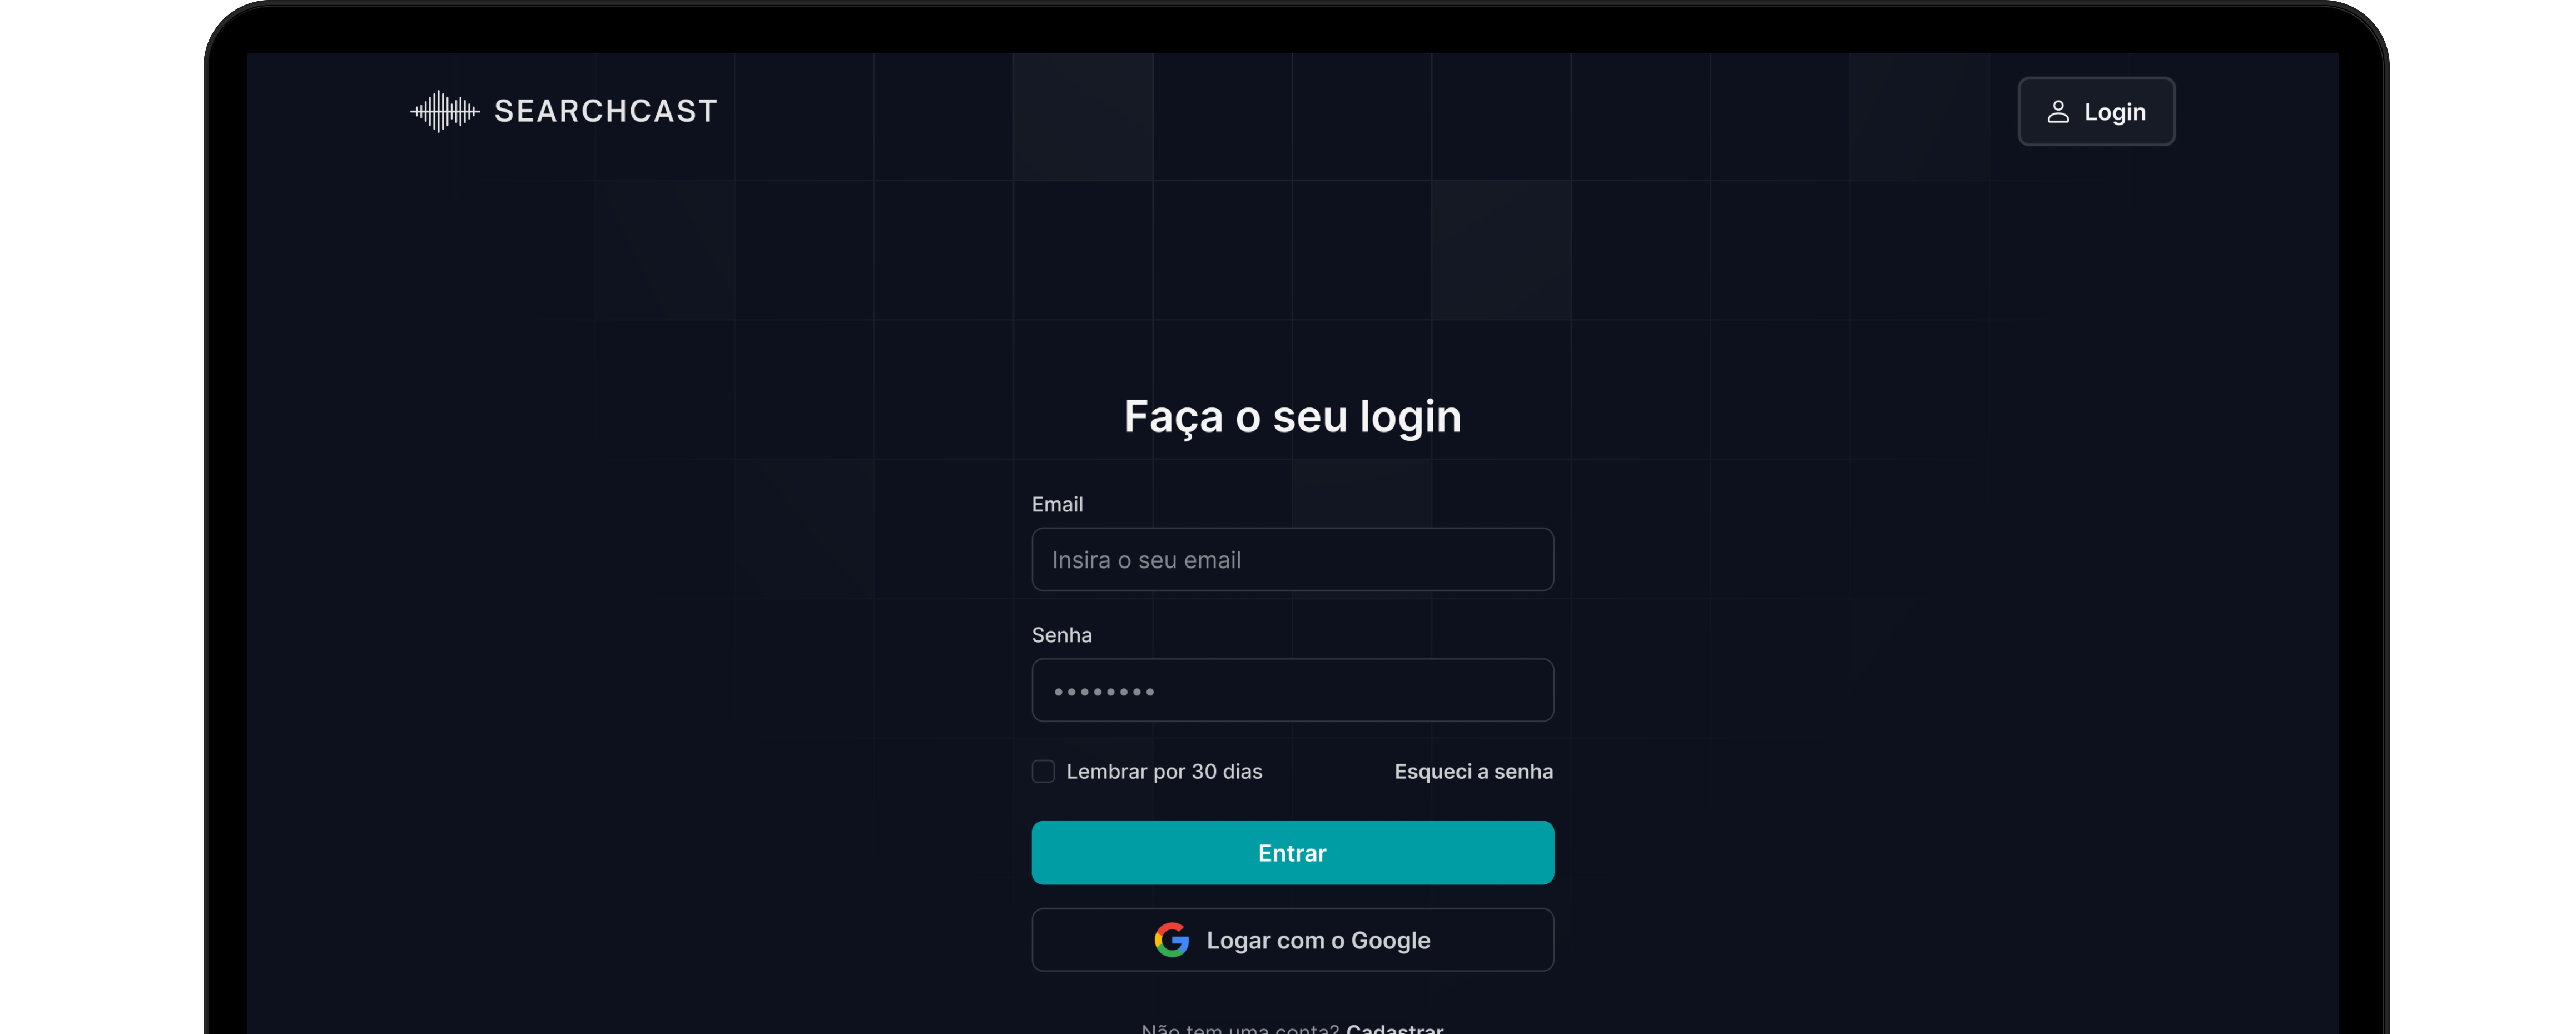 SEARCHCAST
Login
Faça o seu login
Email
Insira o seu email
Senha
••••••••
Lembrar por 30 dias
Esqueci a senha
Entrar
Logar com o Google
Não tem uma conta? Cadastrar